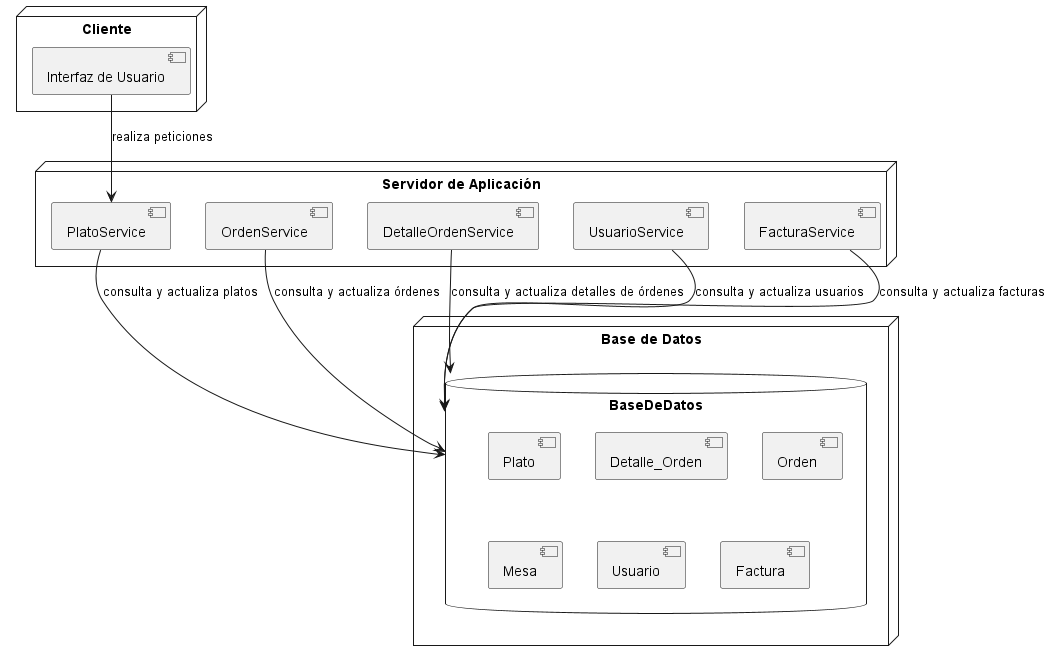 Cliente
Interfaz de Usuario
realiza peticiones
Servidor de Aplicación
PlatoService
OrdenService
DetalleOrdenService
UsuarioService
FacturaService
consulta y actualiza platos
consulta y actualiza órdenes
consulta y actualiza detalles de órdenes
consulta y actualiza usuarios
consulta y actualiza facturas
Base de Datos
BaseDeDatos
Plato
Detalle_Orden
Orden
Mesa
Usuario
Factura